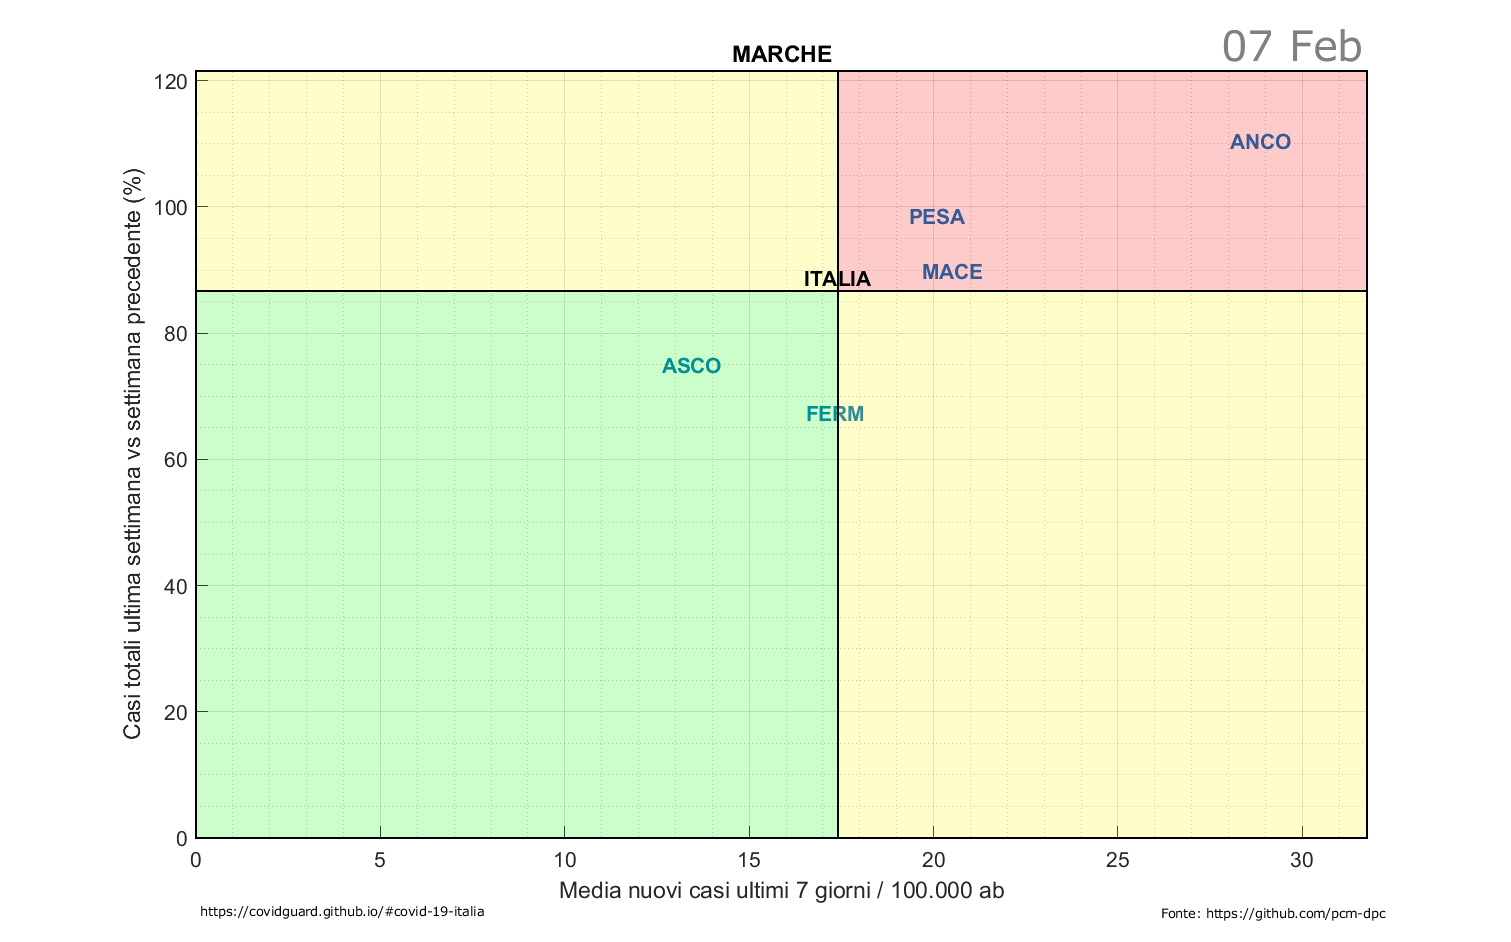 07 Feb
MARCHE
120
ANCO
100
PESA
MACE
ITALIA
80
ASCO
FERM
60
40
20
0
Casi totali ultima settimana vs settimana precedente (%)
0 5 10 15 20 25 30
Media nuovi casi ultimi 7 giorni / 100.000 ab
https://covidguard.github.io/#covid-19-italia
Fonte: https://github.com/pcm-dpc